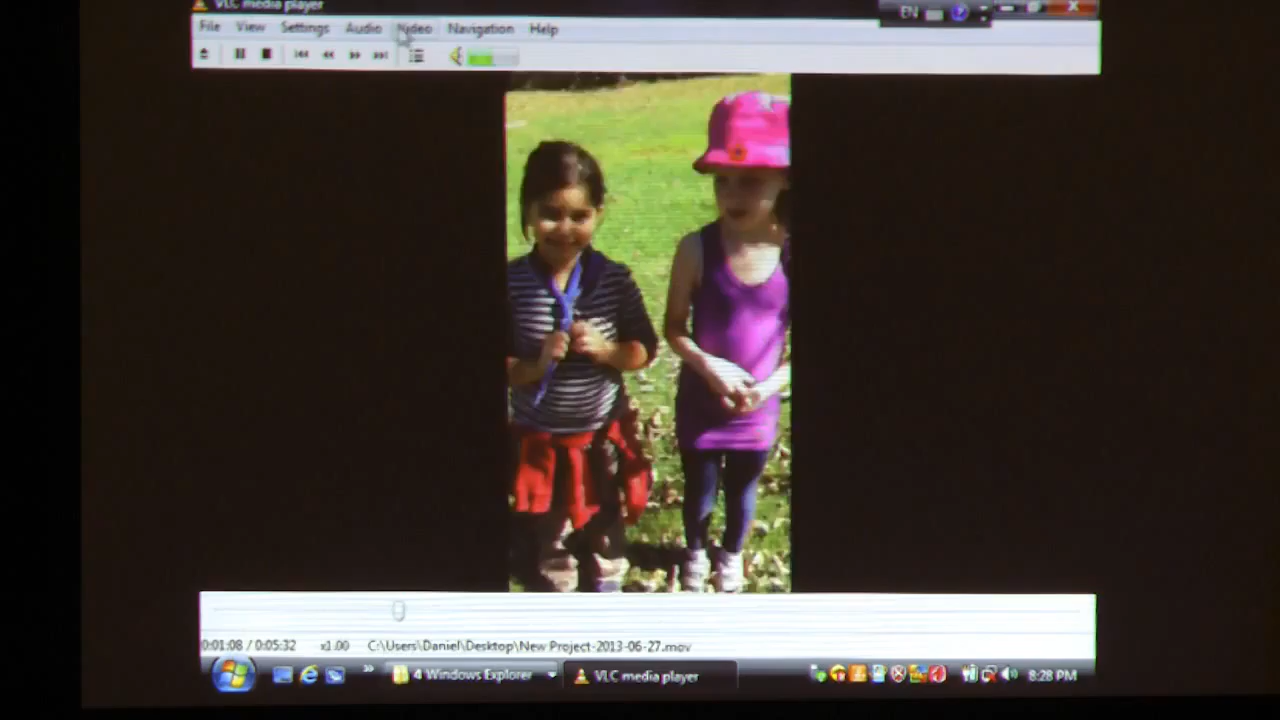 VLC media player
EN
File View Settings Audio Video Navigation Help
0:01:08 / 0:05:32 x1.00 C:\Users\Daniel\Desktop\New Project-2013-06-27.mov
4 Windows Explorer VLC media player 8:28 PM